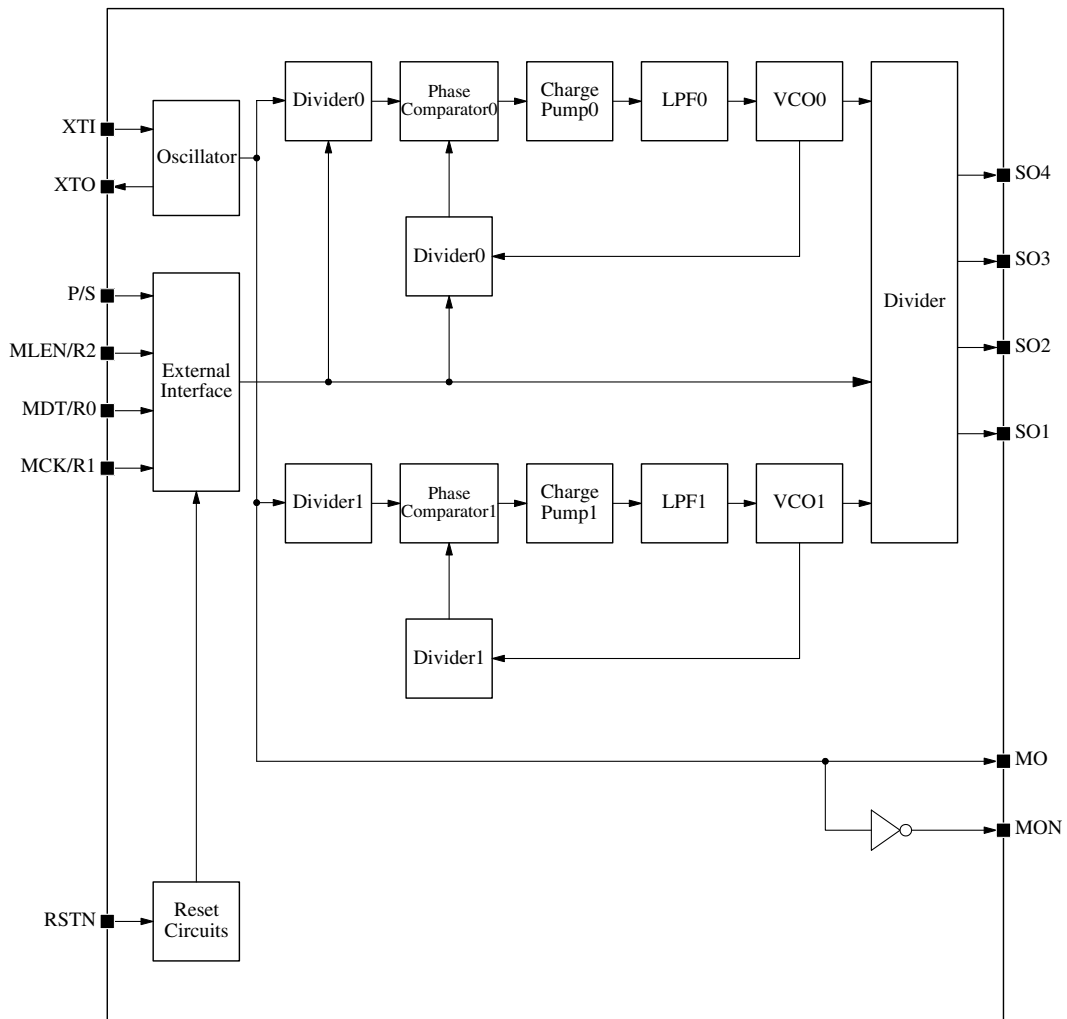 XTI
XTO
P/S
MLEN/R2
MDT/R0
MCK/R1
RSTN
Oscillator
External
Interface
Reset
Circuits
Divider0
Phase
Comparator0
Charge
Pump0
LPF0
VCO0
Divider0
Divider
Divider1
Phase
Comparator1
Charge
Pump1
LPF1
VCO1
Divider1
SO4
SO3
SO2
SO1
MO
MON